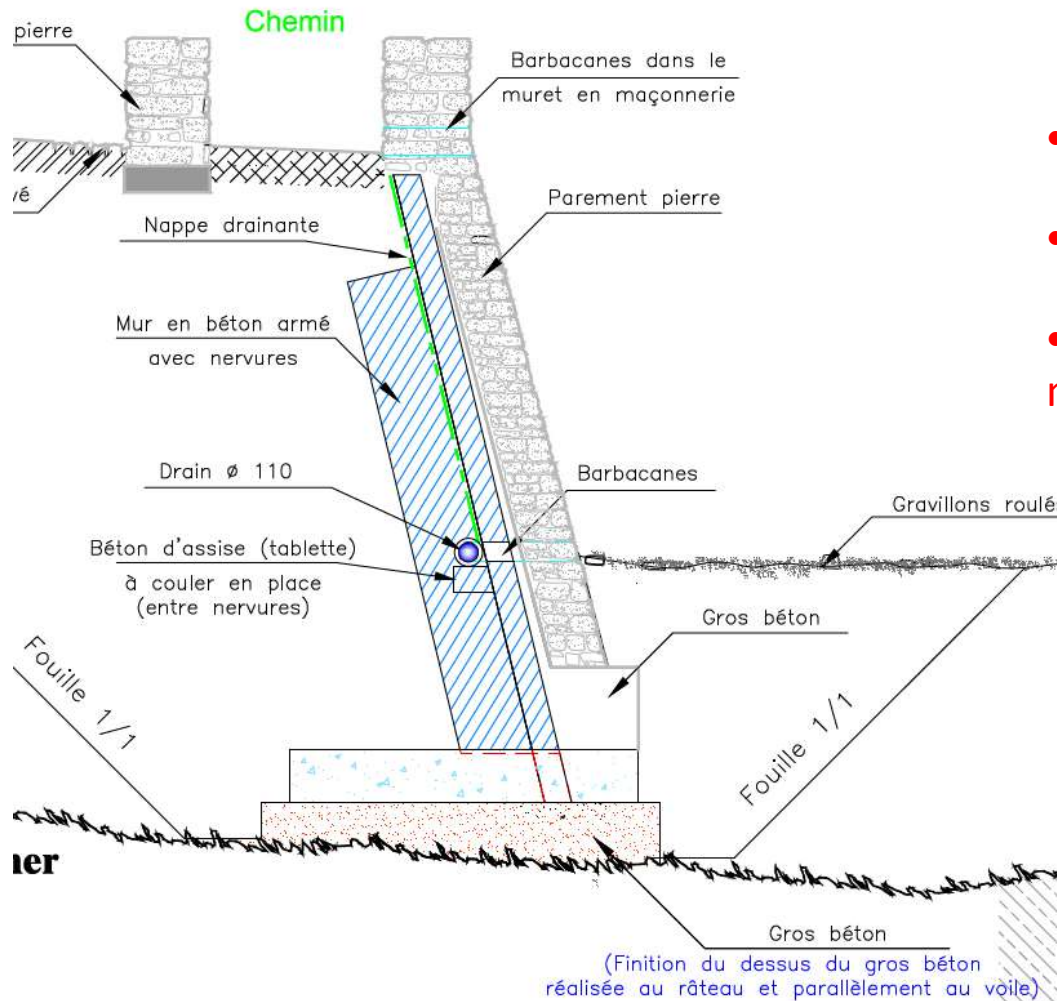 Chemin
pierre
Barbacanes dans le
muret en maçonnerie
vé
Nappe drainante
Parement pierre
Mur en béton armé
avec nervures
Drain ø 110
Barbacanes
Gravillons roulés
Béton d'assise (tablette)
à couler en place
(entre nervures)
Gros béton
Fouille 1/1
Fouille 1/1
ner
Gros béton
(Finition du dessus du gros béton
réalisée au râteau et parallèlement au voile)